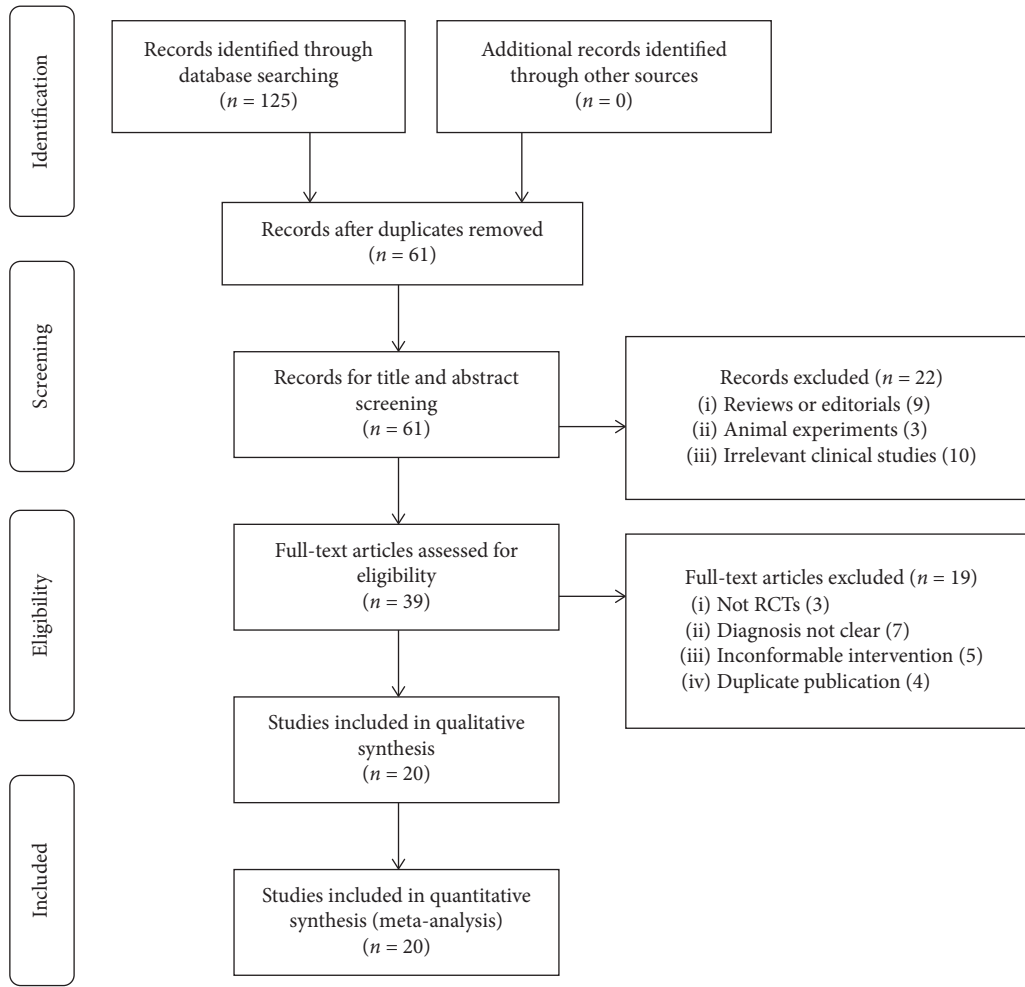 Identification
Records identified through
database searching
(n = 125)
Additional records identified
through other sources
(n = 0)
Records after duplicates removed
(n = 61)
Screening
Records for title and abstract
screening
(n = 61)
Records excluded (n = 22)
(i) Reviews or editorials (9)
(ii) Animal experiments (3)
(iii) Irrelevant clinical studies (10)
Eligibility
Full-text articles assessed for
eligibility
(n = 39)
Full-text articles excluded (n = 19)
(i) Not RCTs (3)
(ii) Diagnosis not clear (7)
(iii) Inconformable intervention (5)
(iv) Duplicate publication (4)
Studies included in qualitative
synthesis
(n = 20)
Included
Studies included in quantitative
synthesis (meta-analysis)
(n = 20)